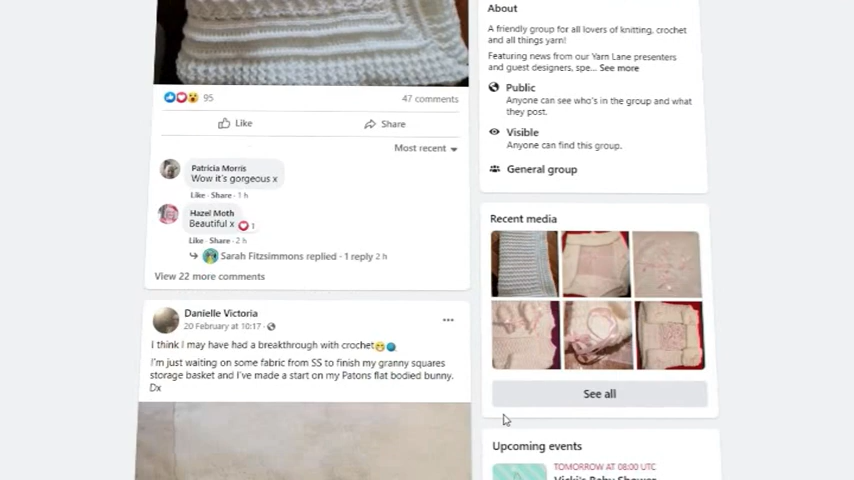 95
47 comments
Like
Share
Most recent
Patricia Morris
Wow it's gorgeous x
Like · Share · 1 h
Hazel Moth
Beautiful x
1
Like · Share · 2 h
Sarah Fitzsimmons replied · 1 reply 2 h
View 22 more comments
Danielle Victoria
20 February at 10:17 ·
I think I may have had a breakthrough with crochet
I'm just waiting on some fabric from SS to finish my granny squares
storage basket and I've made a start on my Patons flat bodied bunny.
Dx
About
A friendly group for all lovers of knitting, crochet
and all things yarn!
Featuring news from our Yarn Lane presenters
and guest designers, spe... See more
Public
Anyone can see who's in the group and what
they post.
Visible
Anyone can find this group.
General group
Recent media
See all
Upcoming events
TOMORROW AT 08:00 UTC
Vicki's Baby Shower